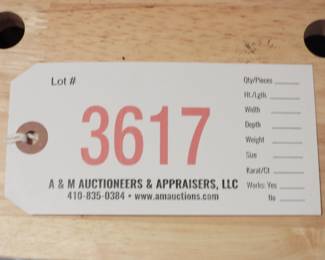 Lot #
3617
A & M AUCTIONEERS & APPRAISERS, LLC
410-835-0384 • www.amauctions.com
Qty/Pieces
Ht./Lgth.
Width
Depth
Weight
Size
Karat/Ct
Works: Yes
No